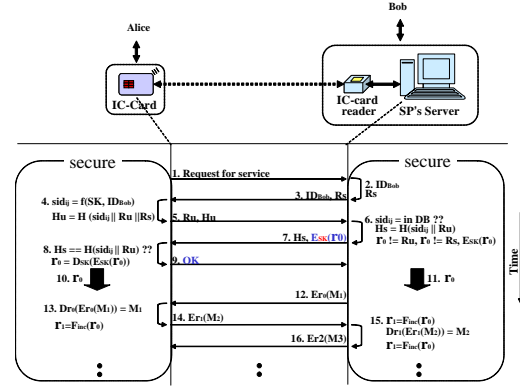 Alice
Bob
IC-Card
IC-card
reader
SP's Server
secure
secure
1. Request for service
2. IDBob
Rs
3. IDBob, Rs
4. sidij = f(SK, IDBob)
Hu = H (sidij || Ru ||Rs)
5. Ru, Hu
6. sidij = in DB ??
Hs = H(sidij || Ru)
r0 != Ru, r0 != Rs, ESK(r0)
7. Hs, ESK(r0)
8. Hs == H(sidij || Ru) ??
r0 = DSK(ESK(r0))
9. OK
10. r0
11. r0
Time
12. Er0(M1)
13. Dr0(Er0(M1)) = M1
r1=Finc(r0)
14. Er1(M2)
15. r1=Finc(r0)
Dr1(Er1(M2)) = M2
r1=Finc(r0)
16. Er2(M3)